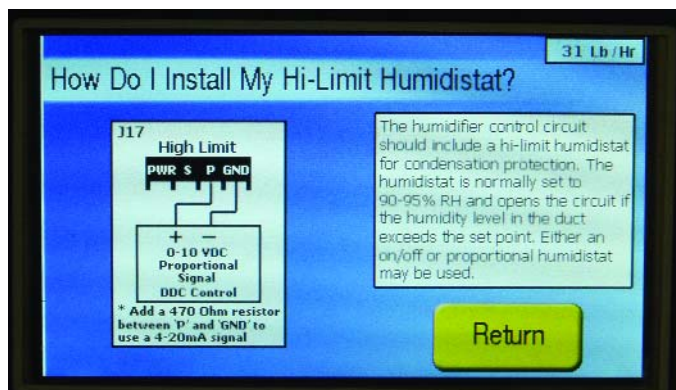 31 Lb/Hr
How Do I Install My Hi-Limit Humidistat?
J17
High Limit
PWR S P GND
+ −
0-10 VDC
Proportional
Signal
DDC Control
* Add a 470 Ohm resistor
between 'P' and 'GND' to
use a 4-20mA signal
The humidifier control circuit
should include a hi-limit humidistat
for condensation protection. The
humidistat is normally set to
90-95% RH and opens the circuit if
the humidity level in the duct
exceeds the set point. Either an
on/off or proportional humidistat
may be used.
Return